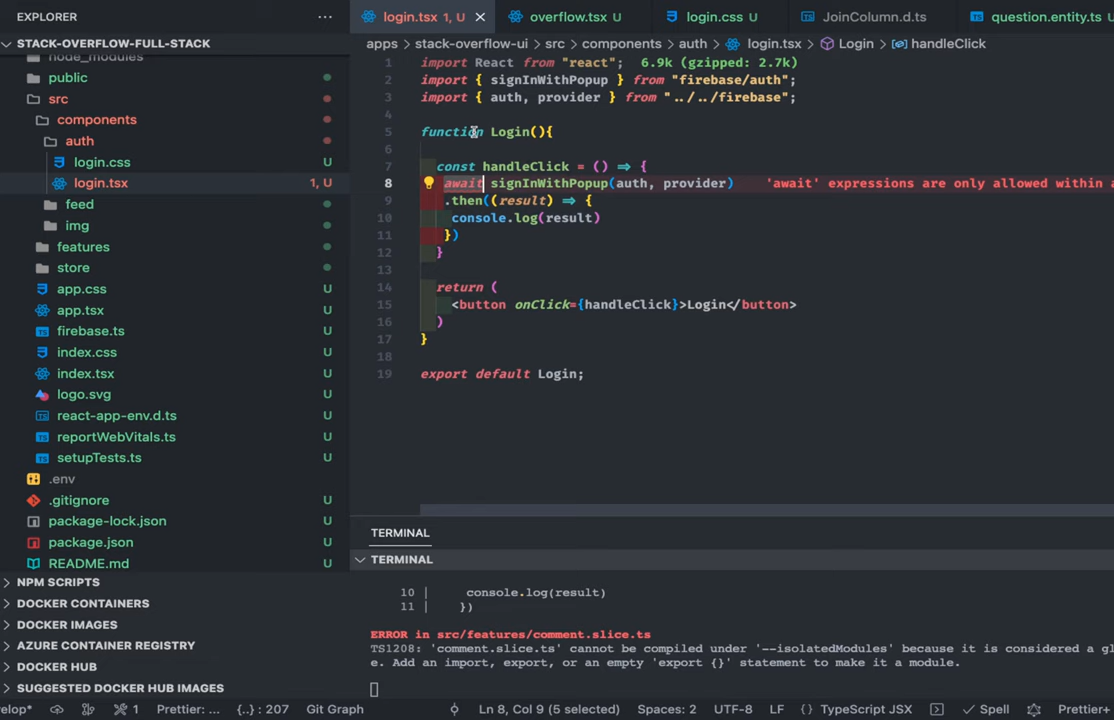 EXPLORER ···
STACK-OVERFLOW-FULL-STACK
node_modules
public
src
components
auth
login.css U
login.tsx 1, U
feed
img
features
store
app.css U
app.tsx U
firebase.ts U
index.css U
index.tsx U
logo.svg U
react-app-env.d.ts U
reportWebVitals.ts U
setupTests.ts U
.env
.gitignore U
package-lock.json U
package.json U
README.md U
NPM SCRIPTS
DOCKER CONTAINERS
DOCKER IMAGES
AZURE CONTAINER REGISTRY
DOCKER HUB
SUGGESTED DOCKER HUB IMAGES
login.tsx 1, U overflow.tsx U login.css U JoinColumn.d.ts question.entity.ts U
apps > stack-overflow-ui > src > components > auth > login.tsx > Login > handleClick
1 import React from "react"; 6.9k (gzipped: 2.7k)
2 import { signInWithPopup } from "firebase/auth";
3 import { auth, provider } from "../../firebase";
4
5 function Login(){
6
7 const handleClick = () => {
8 await signInWithPopup(auth, provider) 'await' expressions are only allowed within a
9 .then((result) => {
10 console.log(result)
11 })
12 }
13
14 return (
15 <button onClick={handleClick}>Login</button>
16 )
17 }
18
19 export default Login;
TERMINAL
TERMINAL
10 | console.log(result)
11 | })
ERROR in src/features/comment.slice.ts
TS1208: 'comment.slice.ts' cannot be compiled under '--isolatedModules' because it is considered a gl
e. Add an import, export, or an empty 'export {}' statement to make it a module.
elop* 1 Prettier: ... {..} : 207 Git Graph Ln 8, Col 9 (5 selected) Spaces: 2 UTF-8 LF TypeScript JSX Spell Prettier+